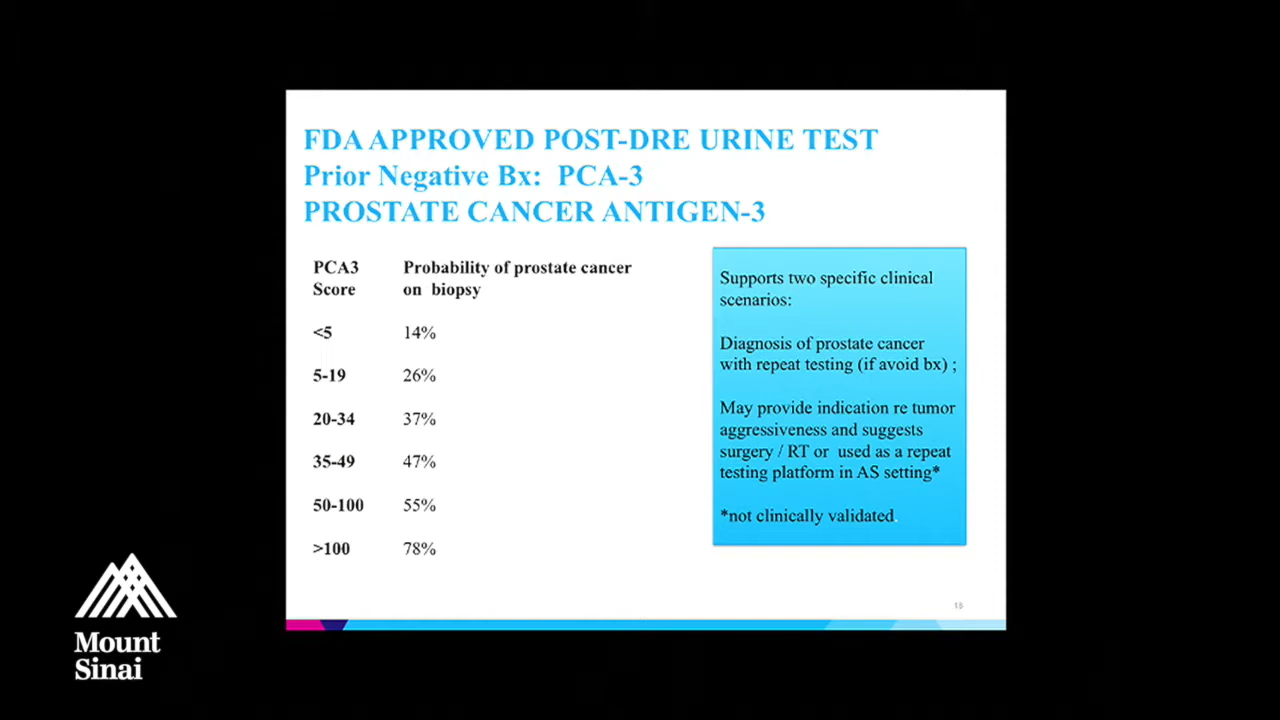 FDA APPROVED POST-DRE URINE TEST
Prior Negative Bx: PCA-3
PROSTATE CANCER ANTIGEN-3
PCA3 Score
Probability of prostate cancer on biopsy
<5 14%
5-19 26%
20-34 37%
35-49 47%
50-100 55%
>100 78%
Supports two specific clinical
scenarios:
Diagnosis of prostate cancer
with repeat testing (if avoid bx) ;
May provide indication re tumor
aggressiveness and suggests
surgery / RT or used as a repeat
testing platform in AS setting*
*not clinically validated.
18
Mount
Sinai